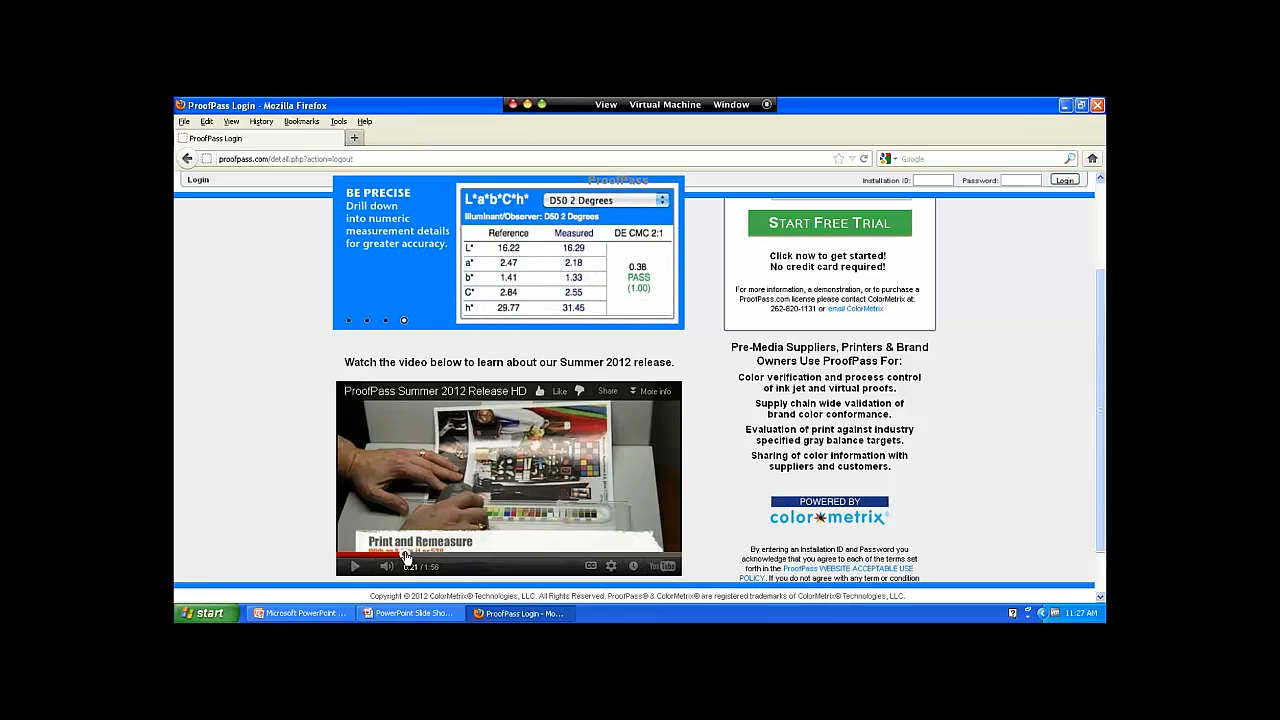 ProofPass Login - Mozilla Firefox
View Virtual Machine Window
File Edit View History Bookmarks Tools Help
ProofPass Login
proofpass.com/detail.php?action=logout
Google
Login
Installation ID:
Password:
Login
ProofPass
BE PRECISE
Drill down
into numeric
measurement details
for greater accuracy.
L*a*b*C*h* D50 2 Degrees
Illuminant/Observer: D50 2 Degrees
Reference Measured DE CMC 2:1
L* 16.22 16.29
a* 2.47 2.18
b* 1.41 1.33
C* 2.84 2.55
h* 29.77 31.45
0.38
PASS
(1.00)
START FREE TRIAL
Click now to get started!
No credit card required!
For more information, a demonstration, or to purchase a
ProofPass.com license please contact ColorMetrix at:
262-820-1131 or email ColorMetrix
Watch the video below to learn about our Summer 2012 release.
ProofPass Summer 2012 Release HD Like Share More info
Print and Remeasure
0:21 / 1:56
CC
YouTube
Pre-Media Suppliers, Printers & Brand
Owners Use ProofPass For:
Color verification and process control
of ink jet and virtual proofs.
Supply chain wide validation of
brand color conformance.
Evaluation of print against industry
specified gray balance targets.
Sharing of color information with
suppliers and customers.
POWERED BY
colormetrix
By entering an Installation ID and Password you
acknowledge that you agree to each of the terms set
forth in the ProofPass WEBSITE ACCEPTABLE USE
POLICY. If you do not agree with any term or condition
Copyright © 2012 ColorMetrix® Technologies, LLC. All Rights Reserved. ProofPass® & ColorMetrix® are registered trademarks of ColorMetrix® Technologies, LLC.
start
Microsoft PowerPoint ...
PowerPoint Slide Sho...
ProofPass Login - Mo...
11:27 AM